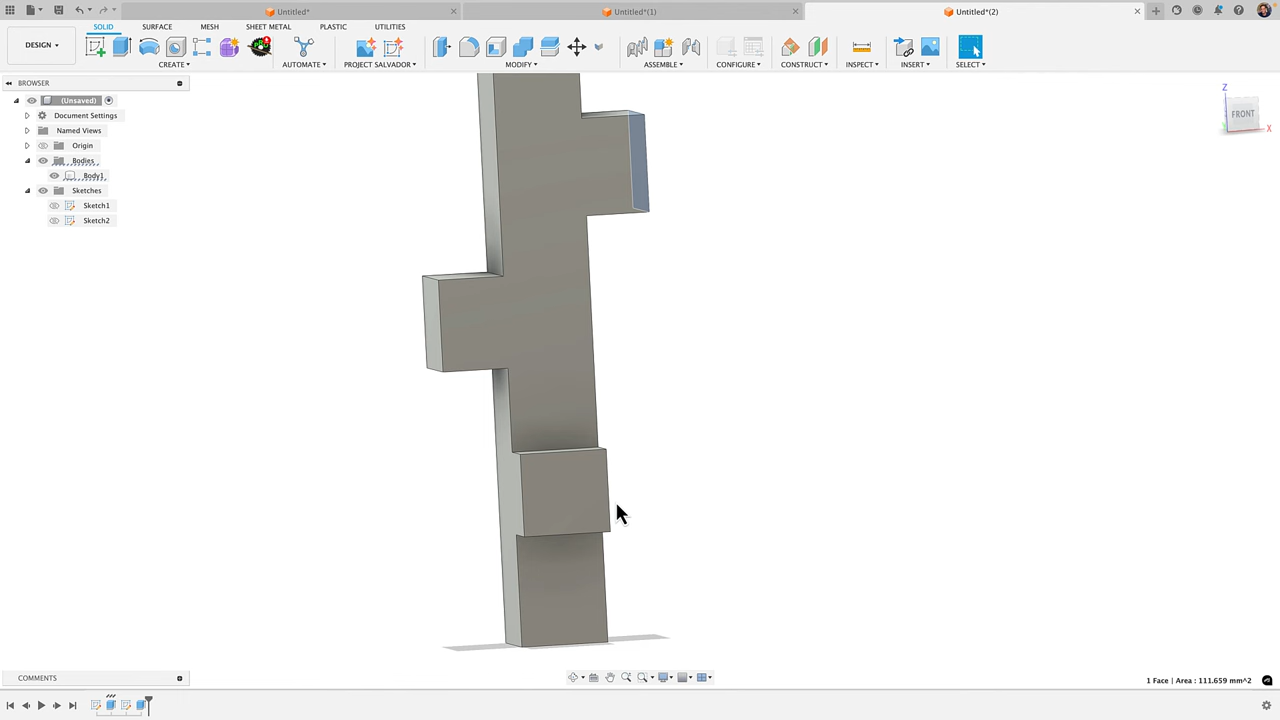 Untitled*
Untitled*(1)
Untitled*(2)
SOLID
SURFACE
MESH
SHEET METAL
PLASTIC
UTILITIES
DESIGN
CREATE
AUTOMATE
PROJECT SALVADOR
MODIFY
ASSEMBLE
CONFIGURE
CONSTRUCT
INSPECT
INSERT
SELECT
BROWSER
(Unsaved)
Document Settings
Named Views
Origin
Bodies
Body1
Sketches
Sketch1
Sketch2
Z
FRONT
X
COMMENTS
1 Face | Area : 111.659 mm^2